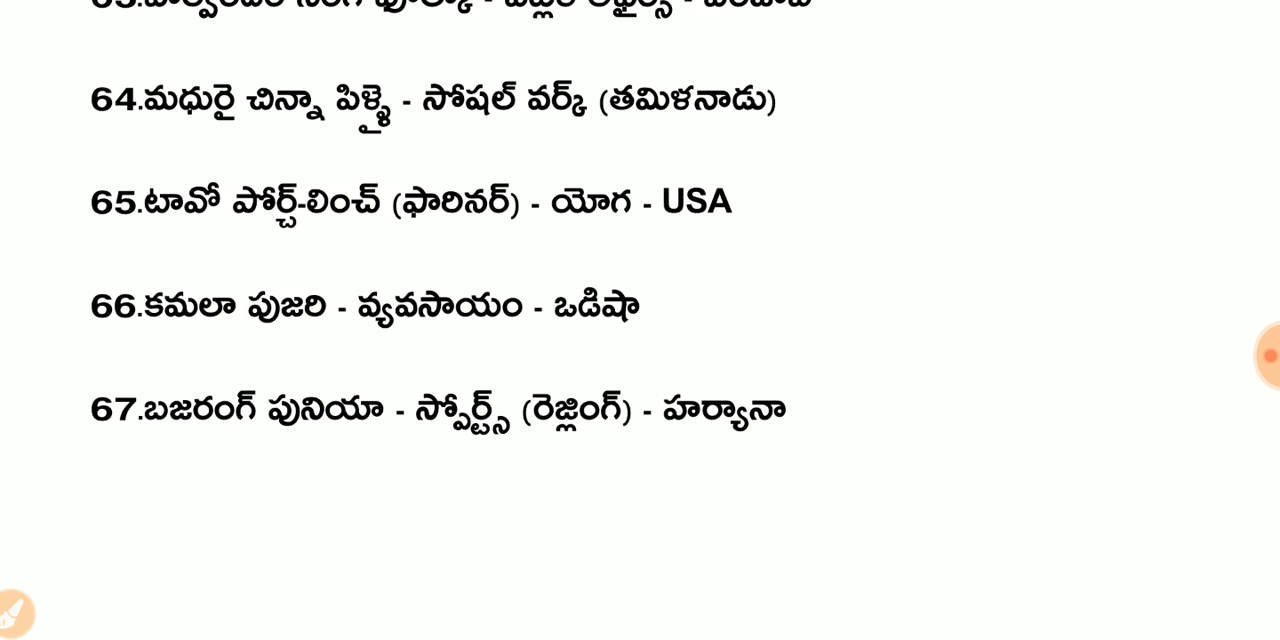 64.మధురై చిన్నా పిళ్ళై - సోషల్ వర్క్ (తమిళనాడు)
65.టావో పోర్చ్-లించ్ (ఫారినర్) - యోగ - USA
66.కమలా పుజరి - వ్యవసాయం - ఒడిషా
67.బజరంగ్ పునియా - స్పోర్ట్స్ (రెజ్లింగ్) - హర్యానా